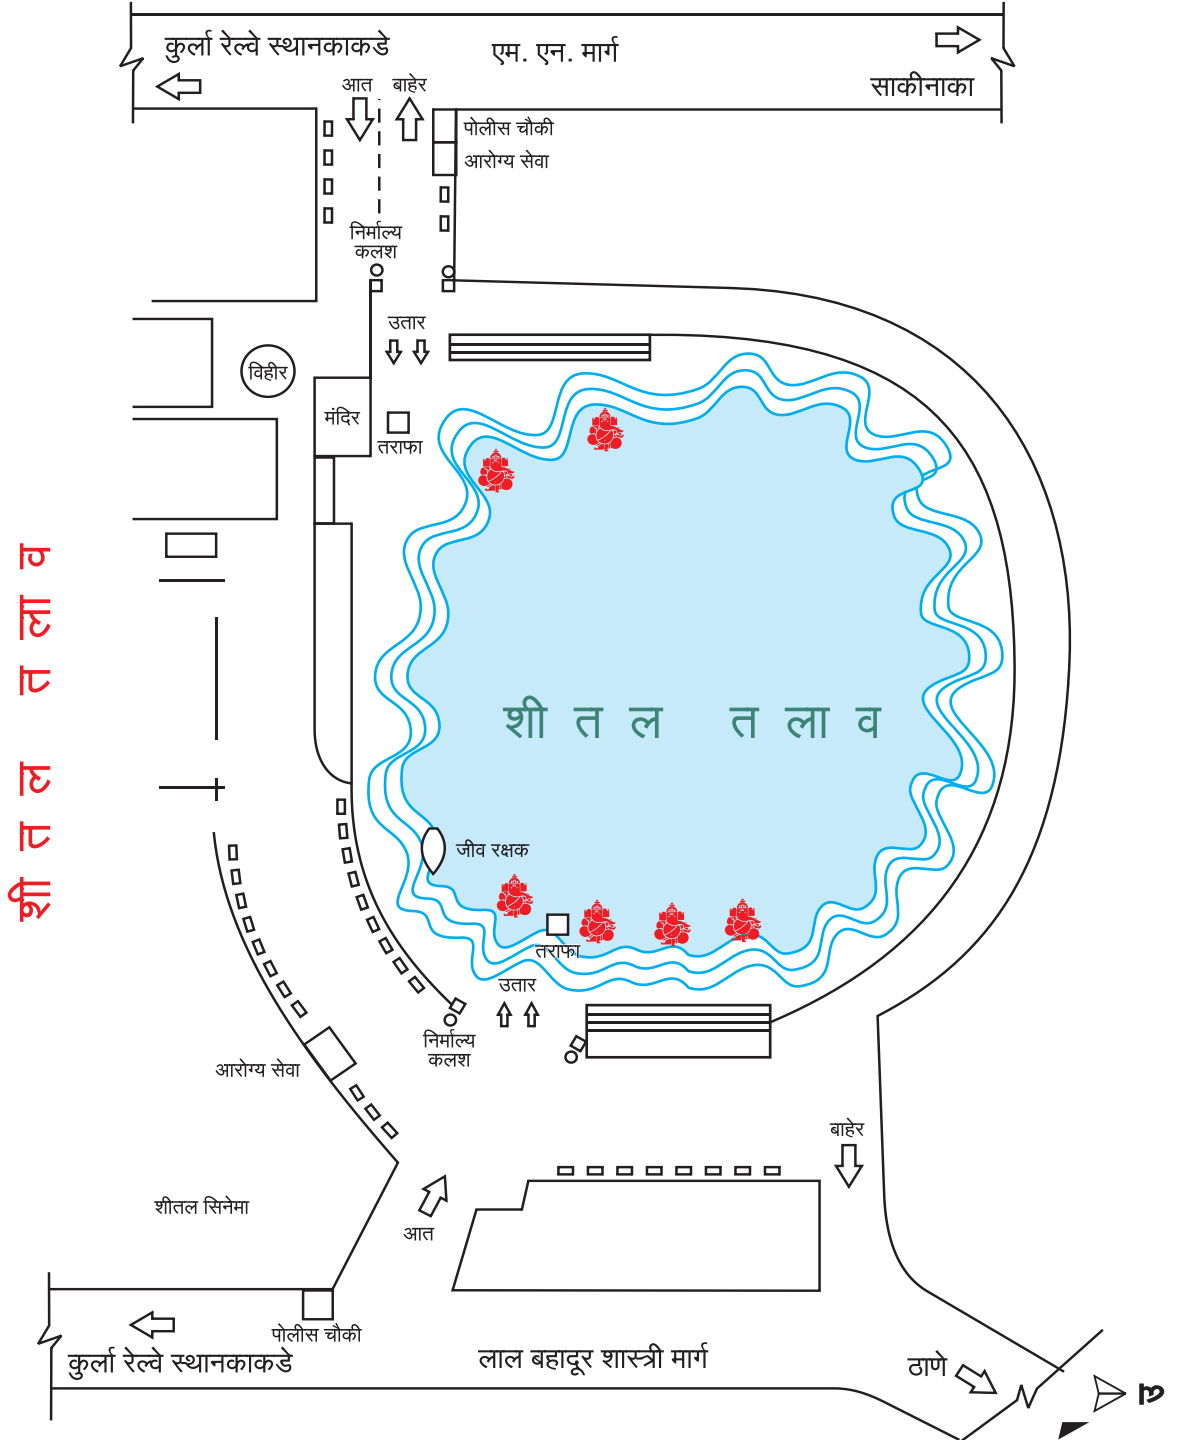 कुर्ला रेल्वे स्थानकाकडे
एम. एन. मार्ग
साकीनाका
आत
बाहेर
पोलीस चौकी
आरोग्य सेवा
निर्माल्य
कलश
उतार
विहीर
मंदिर
तराफा
शीतल तलाव
शीतल तलाव
जीव रक्षक
तराफा
उतार
निर्माल्य
कलश
आरोग्य सेवा
बाहेर
शीतल सिनेमा
आत
पोलीस चौकी
कुर्ला रेल्वे स्थानकाकडे
लाल बहादूर शास्त्री मार्ग
ठाणे